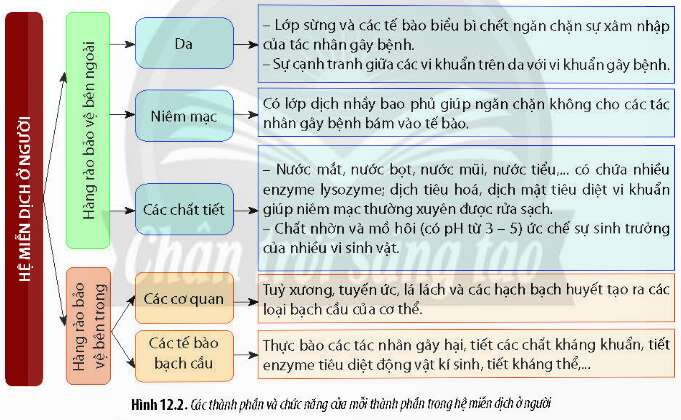 HỆ MIỄN DỊCH Ở NGƯỜI
Hàng rào bảo vệ bên ngoài
Da
– Lớp sừng và các tế bào biểu bì chết ngăn chặn sự xâm nhập
của tác nhân gây bệnh.
– Sự cạnh tranh giữa các vi khuẩn trên da với vi khuẩn gây bệnh.
Niêm mạc
Có lớp dịch nhầy bao phủ giúp ngăn chặn không cho các tác
nhân gây bệnh bám vào tế bào.
Các chất tiết
– Nước mắt, nước bọt, nước mũi, nước tiểu,... có chứa nhiều
enzyme lysozyme; dịch tiêu hoá, dịch mật tiêu diệt vi khuẩn
giúp niêm mạc thường xuyên được rửa sạch.
– Chất nhờn và mồ hôi (có pH từ 3 – 5) ức chế sự sinh trưởng
của nhiều vi sinh vật.
Chân trời sáng tạo
Hàng rào bảo
vệ bên trong
Các cơ quan
Tuỷ xương, tuyến ức, lá lách và các hạch bạch huyết tạo ra các
loại bạch cầu của cơ thể.
Các tế bào
bạch cầu
Thực bào các tác nhân gây hại, tiết các chất kháng khuẩn, tiết
enzyme tiêu diệt động vật kí sinh, tiết kháng thể,...
Hình 12.2. Các thành phần và chức năng của mỗi thành phần trong hệ miễn dịch ở người